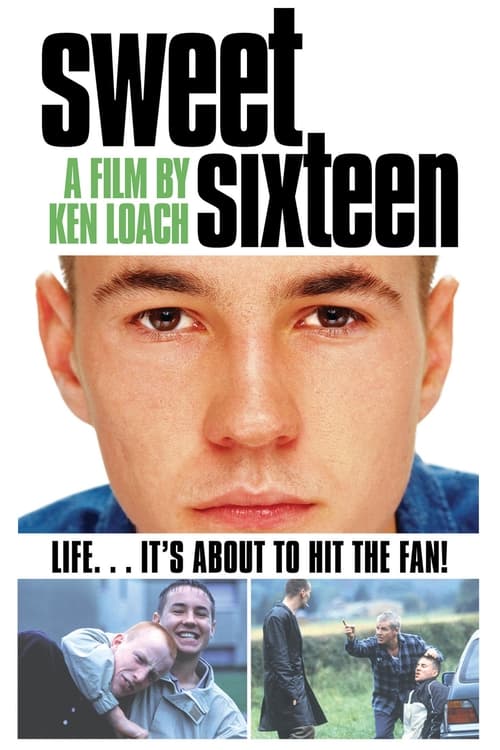 sweet
A FILM BY
KEN LOACH
sixteen
LIFE. . . IT'S ABOUT TO HIT THE FAN!